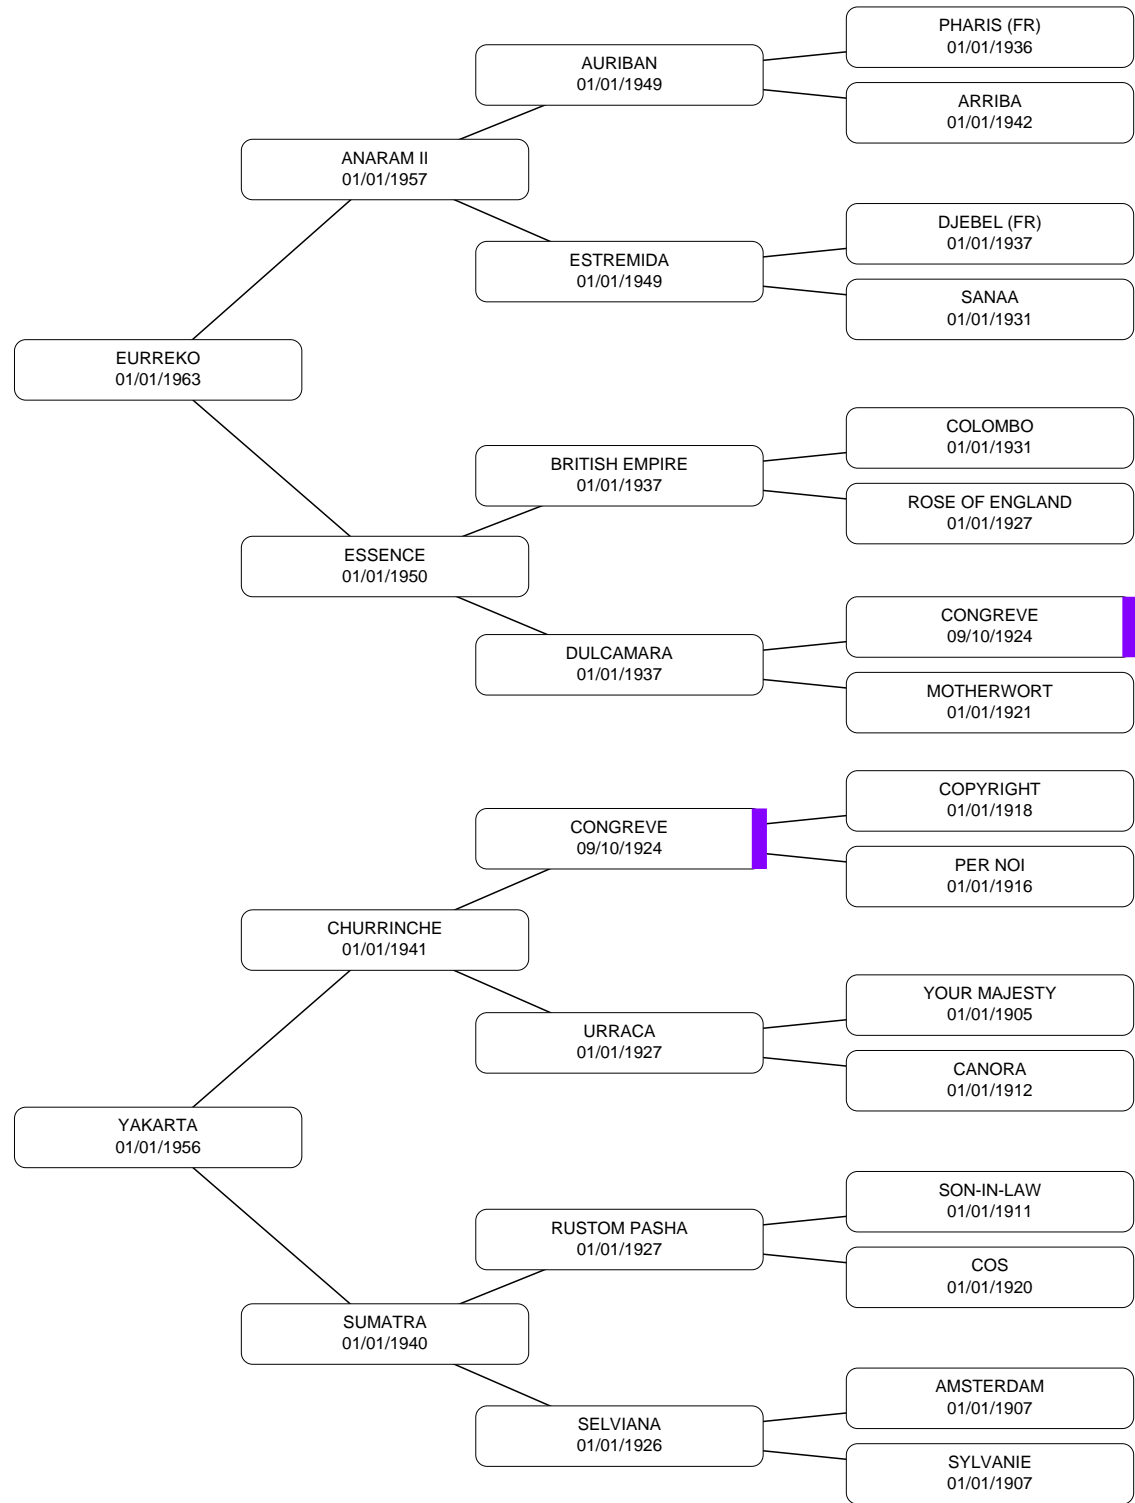 PHARIS (FR)
01/01/1936
AURIBAN
01/01/1949
ARRIBA
01/01/1942
ANARAM II
01/01/1957
DJEBEL (FR)
01/01/1937
ESTREMIDA
01/01/1949
SANAA
01/01/1931
EURREKO
01/01/1963
COLOMBO
01/01/1931
BRITISH EMPIRE
01/01/1937
ROSE OF ENGLAND
01/01/1927
ESSENCE
01/01/1950
CONGREVE
09/10/1924
DULCAMARA
01/01/1937
MOTHERWORT
01/01/1921
COPYRIGHT
01/01/1918
CONGREVE
09/10/1924
PER NOI
01/01/1916
CHURRINCHE
01/01/1941
YOUR MAJESTY
01/01/1905
URRACA
01/01/1927
CANORA
01/01/1912
YAKARTA
01/01/1956
SON-IN-LAW
01/01/1911
RUSTOM PASHA
01/01/1927
COS
01/01/1920
SUMATRA
01/01/1940
AMSTERDAM
01/01/1907
SELVIANA
01/01/1926
SYLVANIE
01/01/1907